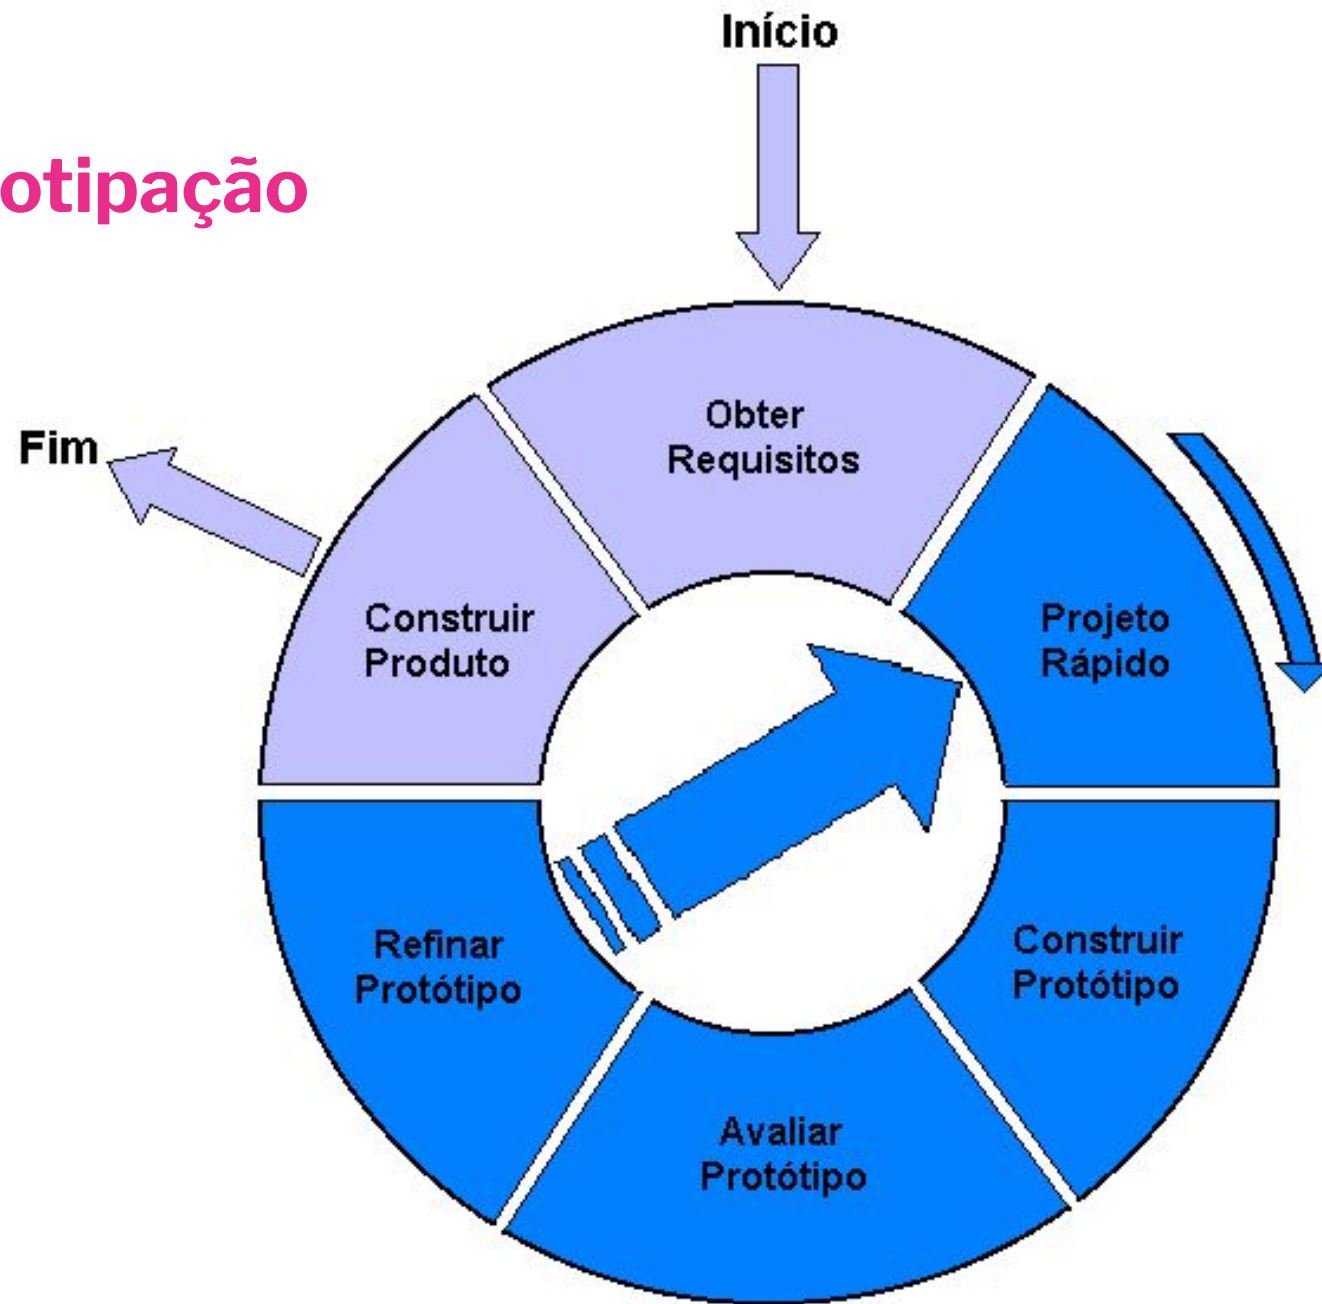 Início
otipação
Obter
Requisitos
Fim
Construir
Produto
Projeto
Rápido
Refinar
Protótipo
Construir
Protótipo
Avaliar
Protótipo